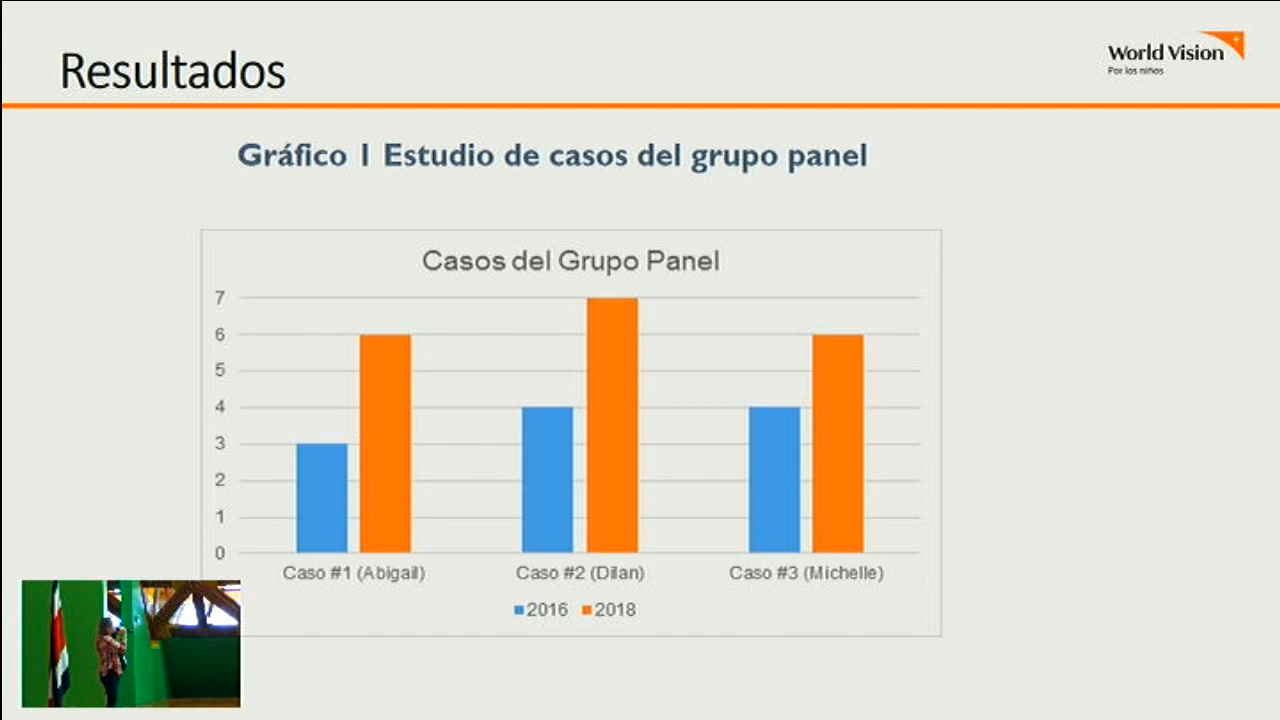 Resultados
World Vision
Por los niños
Gráfico 1 Estudio de casos del grupo panel
Casos del Grupo Panel
7
6
5
4
3
2
1
0
Caso #1 (Abigail) Caso #2 (Dilan) Caso #3 (Michelle)
2016 2018